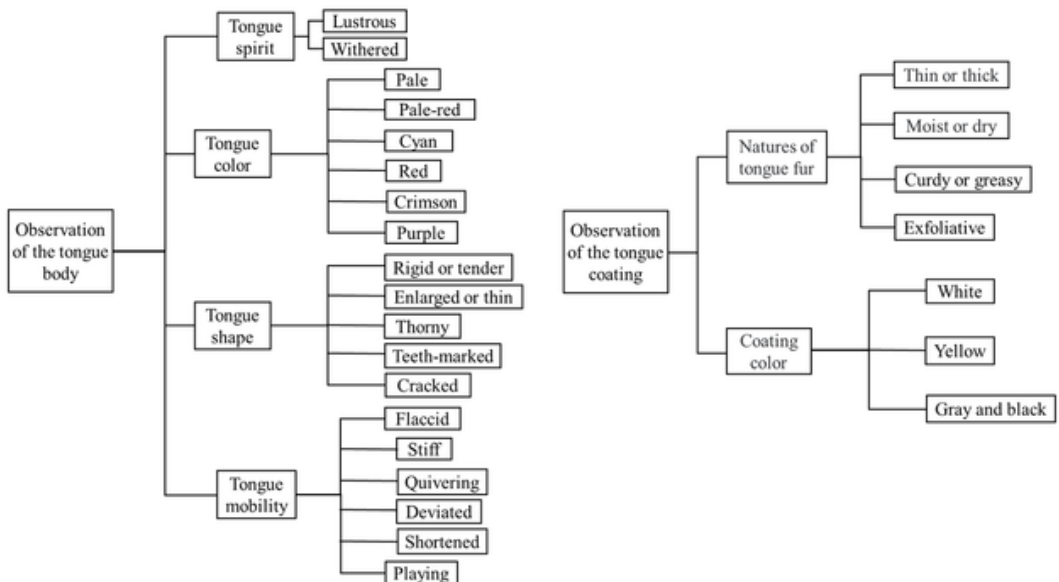 Observation
of the tongue
body
Tongue
spirit
Lustrous
Withered
Tongue
color
Pale
Pale-red
Cyan
Red
Crimson
Purple
Tongue
shape
Rigid or tender
Enlarged or thin
Thorny
Teeth-marked
Cracked
Tongue
mobility
Flaccid
Stiff
Quivering
Deviated
Shortened
Playing
Observation
of the tongue
coating
Natures of
tongue fur
Thin or thick
Moist or dry
Curdy or greasy
Exfoliative
Coating
color
White
Yellow
Gray and black